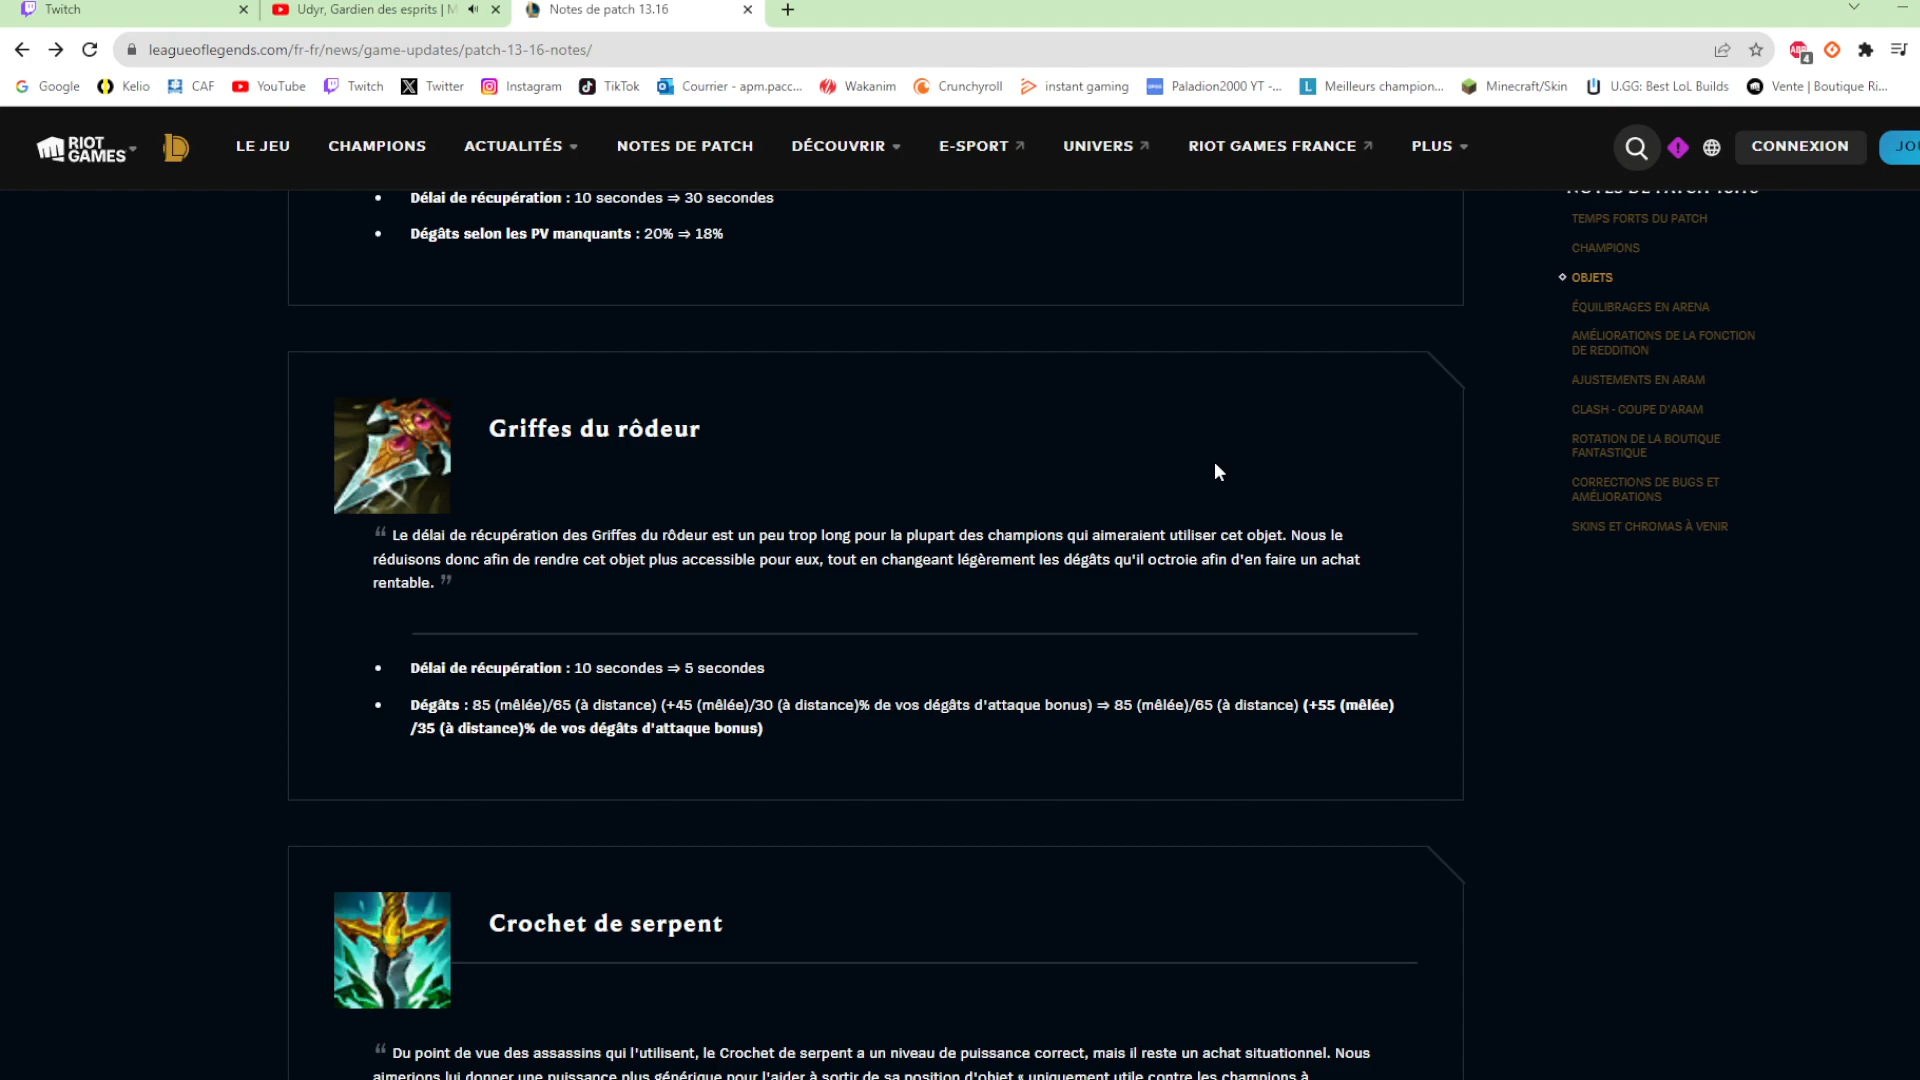 Twitch
Udyr, Gardien des esprits | M
Notes de patch 13.16
leagueoflegends.com/fr-fr/news/game-updates/patch-13-16-notes/
ABP
4
Google
Kelio
CAF
YouTube
Twitch
Twitter
Instagram
TikTok
Courrier - apm.pacc...
Wakanim
Crunchyroll
instant gaming
Paladion2000 YT -...
Meilleurs champion...
Minecraft/Skin
U.GG: Best LoL Builds
Vente | Boutique Ri...
RIOT
GAMES
LE JEU
CHAMPIONS
ACTUALITÉS
NOTES DE PATCH
DÉCOUVRIR
E-SPORT
UNIVERS
RIOT GAMES FRANCE
PLUS
CONNEXION
JOU
Délai de récupération : 10 secondes ⇒ 30 secondes
Dégâts selon les PV manquants : 20% ⇒ 18%
Griffes du rôdeur
“ Le délai de récupération des Griffes du rôdeur est un peu trop long pour la plupart des champions qui aimeraient utiliser cet objet. Nous le
réduisons donc afin de rendre cet objet plus accessible pour eux, tout en changeant légèrement les dégâts qu'il octroie afin d'en faire un achat
rentable. ”
Délai de récupération : 10 secondes ⇒ 5 secondes
Dégâts : 85 (mêlée)/65 (à distance) (+45 (mêlée)/30 (à distance)% de vos dégâts d'attaque bonus) ⇒ 85 (mêlée)/65 (à distance) (+55 (mêlée)
/35 (à distance)% de vos dégâts d'attaque bonus)
Crochet de serpent
“ Du point de vue des assassins qui l'utilisent, le Crochet de serpent a un niveau de puissance correct, mais il reste un achat situationnel. Nous
aimerions lui donner une puissance plus générique pour l'aider à sortir de sa position d'objet « uniquement utile contre les champions à
NOTES DE PATCH 13.16
TEMPS FORTS DU PATCH
CHAMPIONS
OBJETS
ÉQUILIBRAGES EN ARENA
AMÉLIORATIONS DE LA FONCTION
DE REDDITION
AJUSTEMENTS EN ARAM
CLASH - COUPE D'ARAM
ROTATION DE LA BOUTIQUE
FANTASTIQUE
CORRECTIONS DE BUGS ET
AMÉLIORATIONS
SKINS ET CHROMAS À VENIR